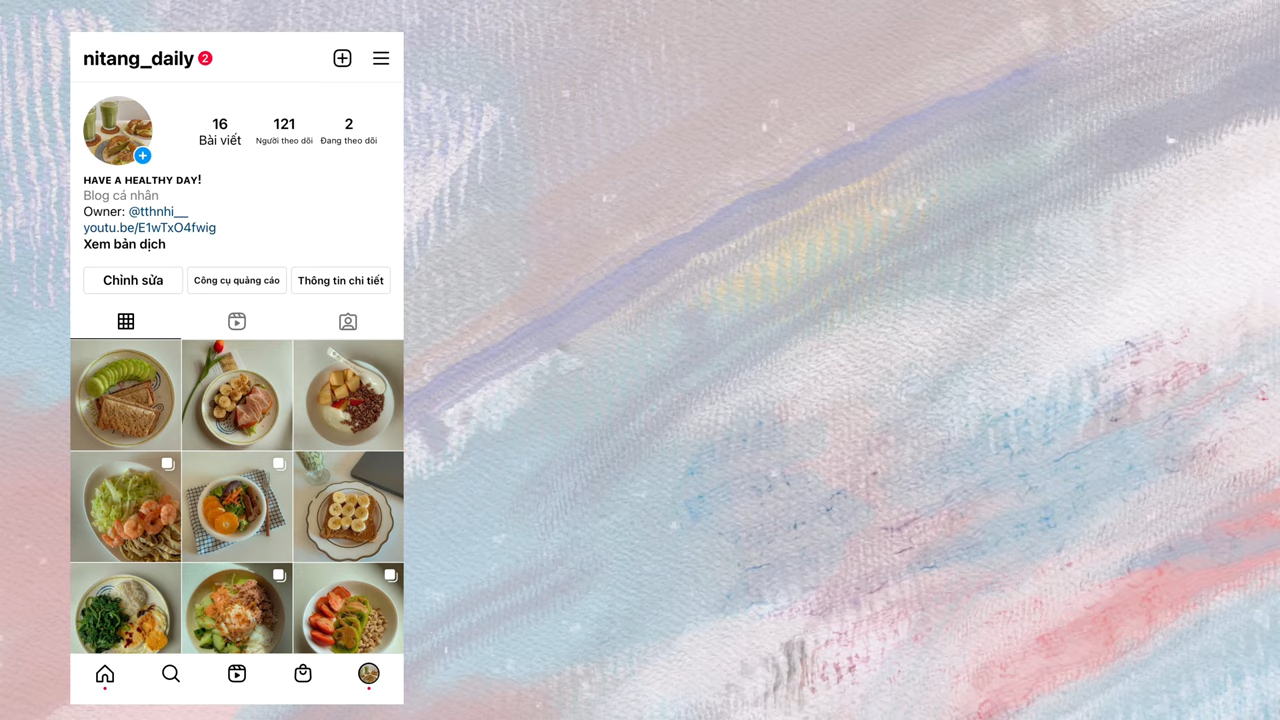 nitang_daily 2
16 121 2
Bài viết Người theo dõi Đang theo dõi
HAVE A HEALTHY DAY!
Blog cá nhân
Owner: @tthnhi__
youtu.be/E1wTxO4fwig
Xem bản dịch
Chỉnh sửa Công cụ quảng cáo Thông tin chi tiết